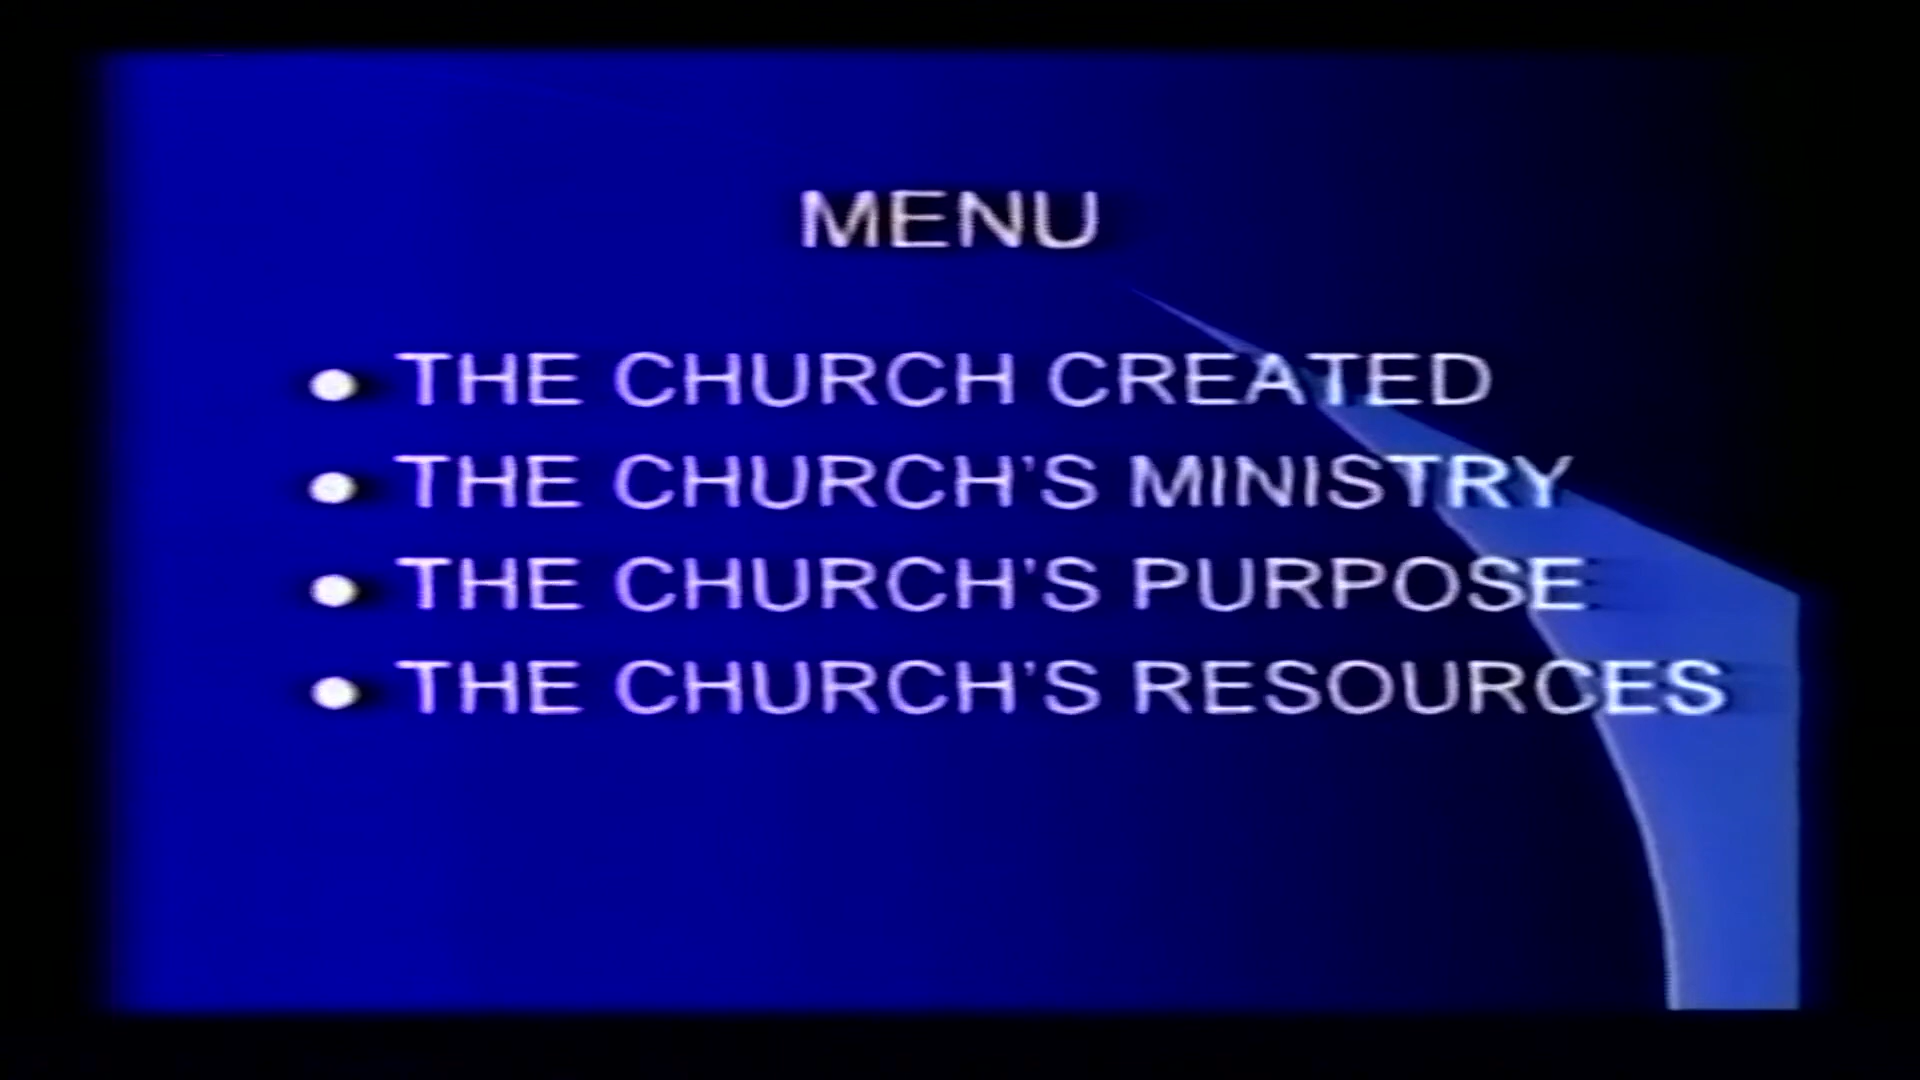 MENU
• THE CHURCH CREATED
• THE CHURCH'S MINISTRY
• THE CHURCH'S PURPOSE
• THE CHURCH'S RESOURCES